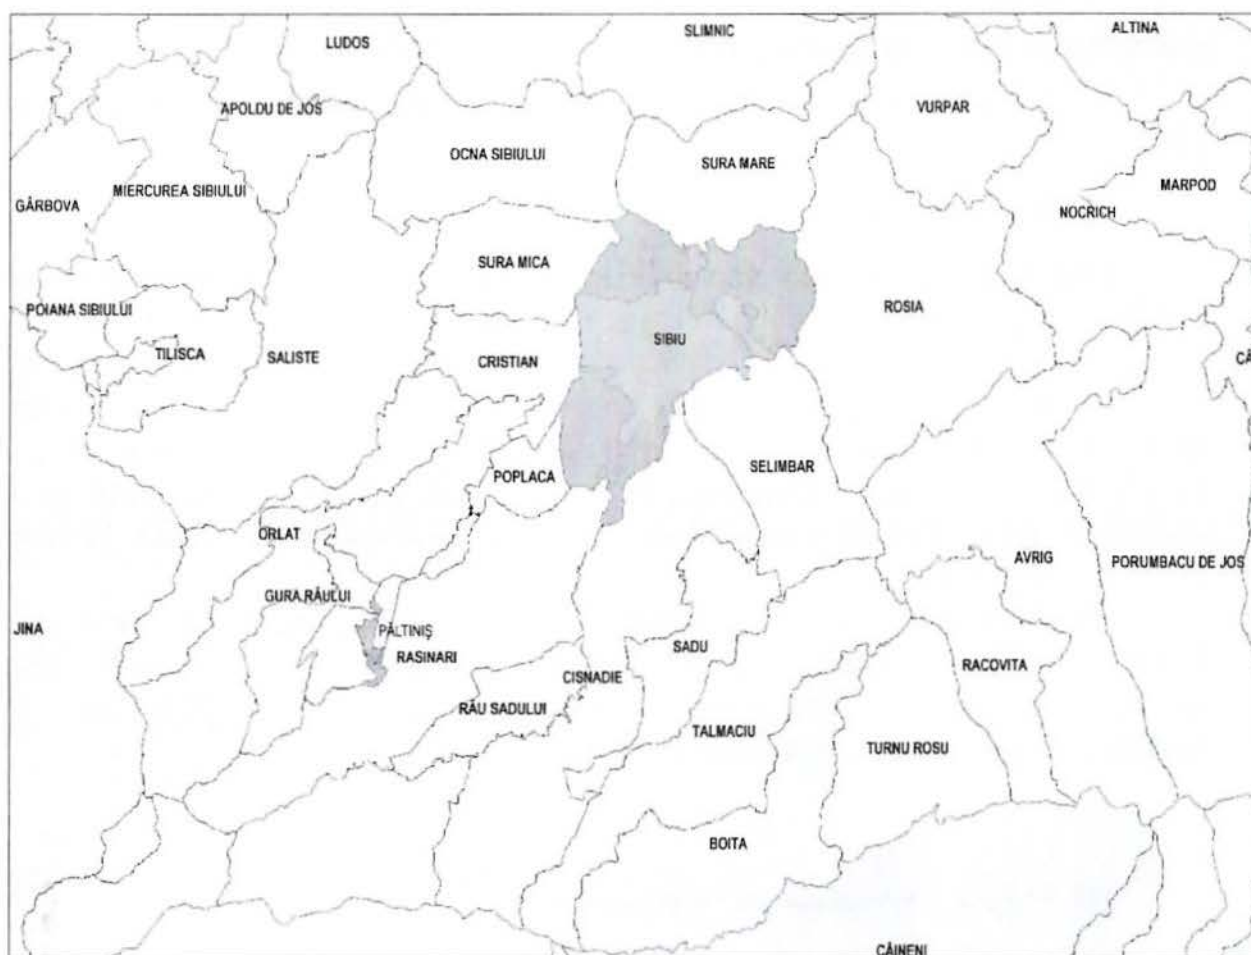 LUDOS
SLIMNIC
ALTINA
APOLDU DE JOS
VURPAR
OCNA SIBIULUI
SURA MARE
MIERCUREA SIBIULUI
MARPOD
GÂRBOVA
NOCRICH
SURA MICA
POIANA SIBIULUI
ROSIA
SIBIU
TILISCA
SALISTE
CRISTIAN
CÂ
SELIMBAR
POPLACA
ORLAT
AVRIG
PORUMBACU DE JOS
GURA RÂULUI
JINA
PĂLTINIŞ
SADU
RASINARI
RACOVITA
CISNADIE
RÂU SADULUI
TALMACIU
TURNU ROSU
BOITA
CÂINENI